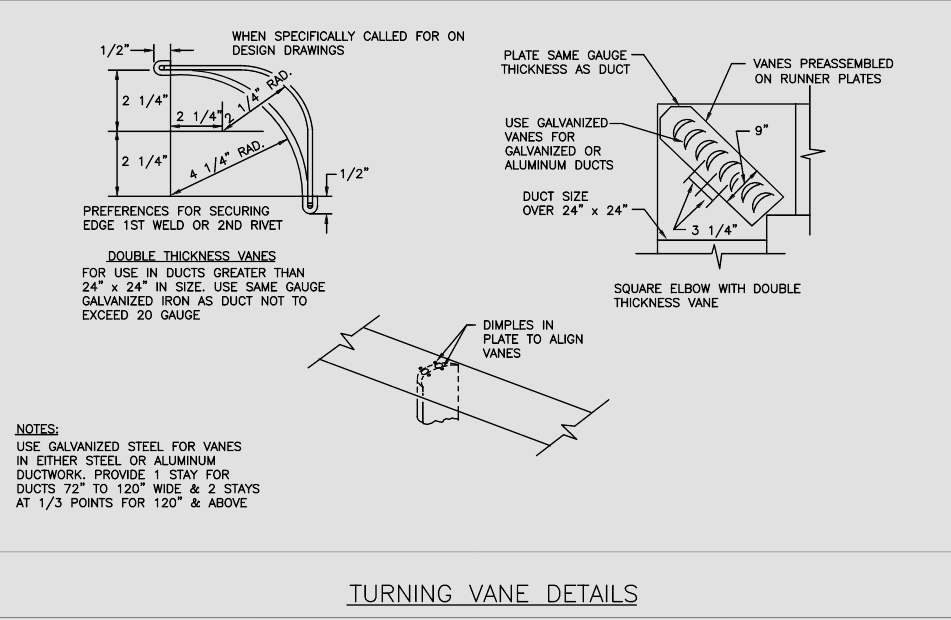 WHEN SPECIFICALLY CALLED FOR ON
DESIGN DRAWINGS
1/2"
2 1/4"
2 1/4"
2 1/4" RAD.
2 1/4"
4 1/4" RAD.
1/2"
PREFERENCES FOR SECURING
EDGE 1ST WELD OR 2ND RIVET
DOUBLE THICKNESS VANES
FOR USE IN DUCTS GREATER THAN
24" x 24" IN SIZE. USE SAME GAUGE
GALVANIZED IRON AS DUCT NOT TO
EXCEED 20 GAUGE
PLATE SAME GAUGE
THICKNESS AS DUCT
VANES PREASSEMBLED
ON RUNNER PLATES
USE GALVANIZED
VANES FOR
GALVANIZED OR
ALUMINUM DUCTS
9"
DUCT SIZE
OVER 24" x 24"
3 1/4"
SQUARE ELBOW WITH DOUBLE
THICKNESS VANE
DIMPLES IN
PLATE TO ALIGN
VANES
NOTES:
USE GALVANIZED STEEL FOR VANES
IN EITHER STEEL OR ALUMINUM
DUCTWORK. PROVIDE 1 STAY FOR
DUCTS 72" TO 120" WIDE & 2 STAYS
AT 1/3 POINTS FOR 120" & ABOVE
TURNING VANE DETAILS